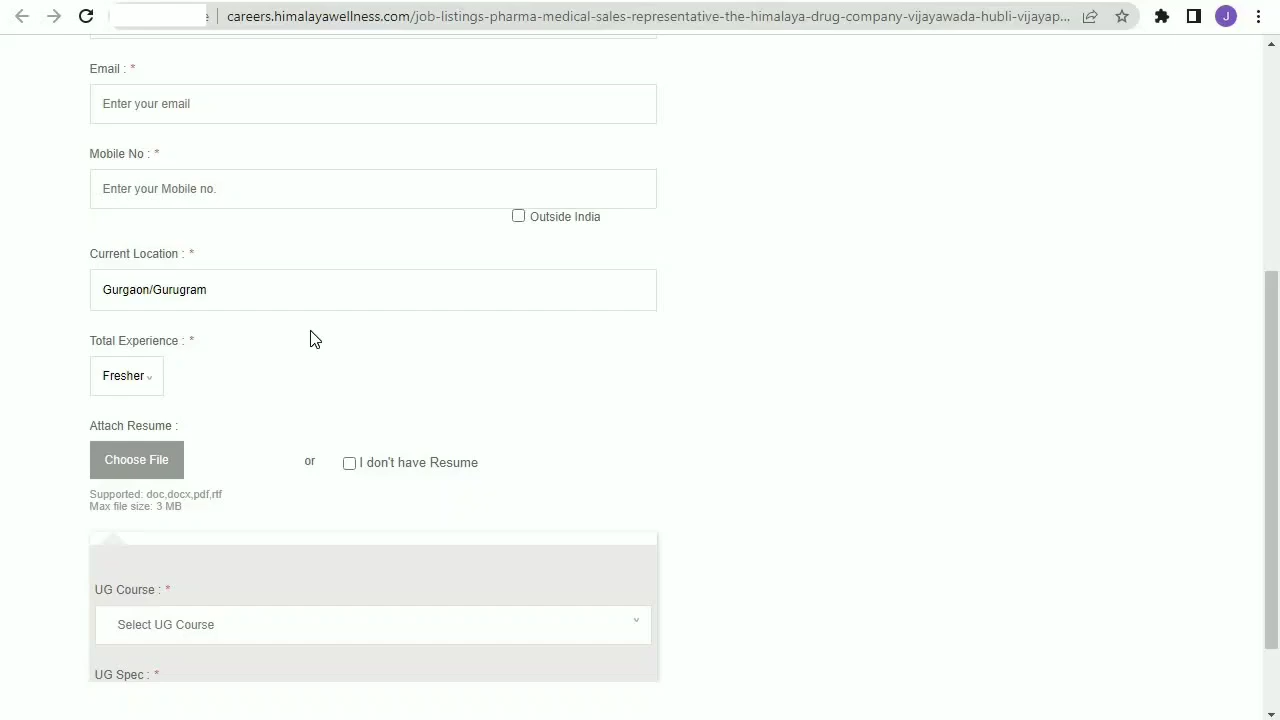 careers.himalayawellness.com/job-listings-pharma-medical-sales-representative-the-himalaya-drug-company-vijayawada-hubli-vijayap...
J
Email : *
Enter your email
Mobile No : *
Enter your Mobile no.
Outside India
Current Location : *
Gurgaon/Gurugram
Total Experience : *
Fresher
Attach Resume :
Choose File or I don't have Resume
Supported: doc,docx,pdf,rtf
Max file size: 3 MB
UG Course : *
Select UG Course
UG Spec : *